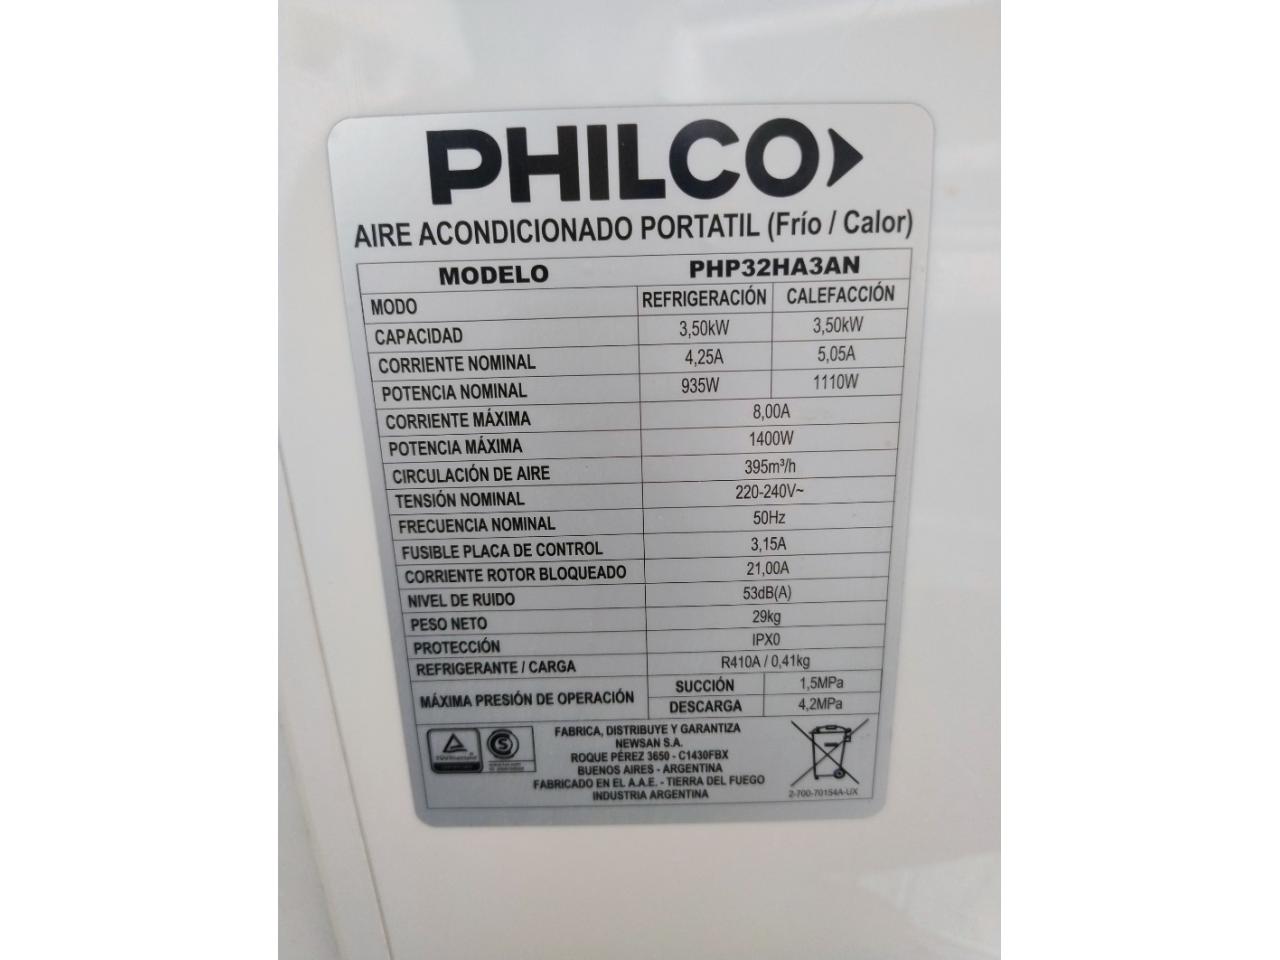 PHILCO
AIRE ACONDICIONADO PORTATIL (Frío / Calor)
MODELO PHP32HA3AN
MODO REFRIGERACIÓN CALEFACCIÓN
CAPACIDAD 3,50kW 3,50kW
CORRIENTE NOMINAL 4,25A 5,05A
POTENCIA NOMINAL 935W 1110W
CORRIENTE MÁXIMA 8,00A
POTENCIA MÁXIMA 1400W
CIRCULACIÓN DE AIRE 395m³/h
TENSIÓN NOMINAL 220-240V~
FRECUENCIA NOMINAL 50Hz
FUSIBLE PLACA DE CONTROL 3,15A
CORRIENTE ROTOR BLOQUEADO 21,00A
NIVEL DE RUIDO 53dB(A)
PESO NETO 29kg
PROTECCIÓN IPX0
REFRIGERANTE / CARGA R410A / 0,41kg
MÁXIMA PRESIÓN DE OPERACIÓN SUCCIÓN 1,5MPa
DESCARGA 4,2MPa
FABRICA, DISTRIBUYE Y GARANTIZA
NEWSAN S.A.
ROQUE PÉREZ 3650 - C1430FBX
BUENOS AIRES - ARGENTINA
FABRICADO EN EL A.A.E. - TIERRA DEL FUEGO
INDUSTRIA ARGENTINA
2-700-70154A-UX